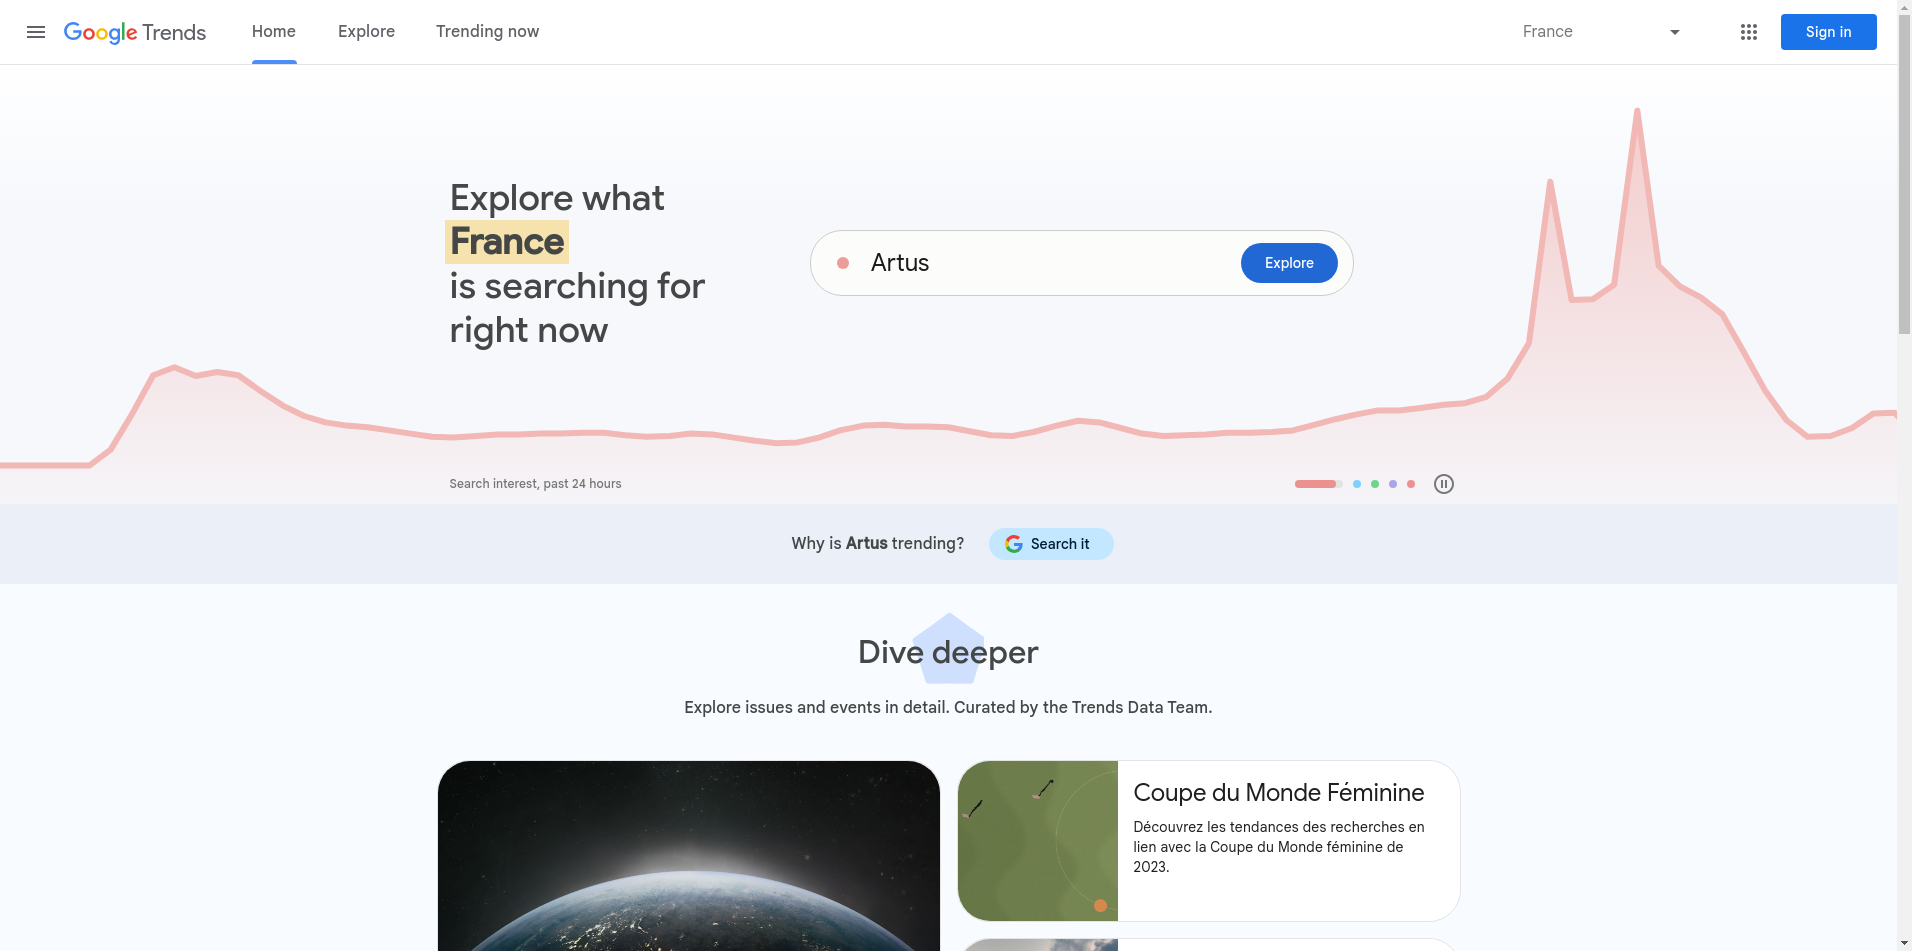 Google Trends
Home
Explore
Trending now
France
Sign in
Explore what
France
is searching for
right now
Artus
Explore
Search interest, past 24 hours
Why is Artus trending?
Search it
Dive deeper
Explore issues and events in detail. Curated by the Trends Data Team.
Coupe du Monde Féminine
Découvrez les tendances des recherches en
lien avec la Coupe du Monde féminine de
2023.